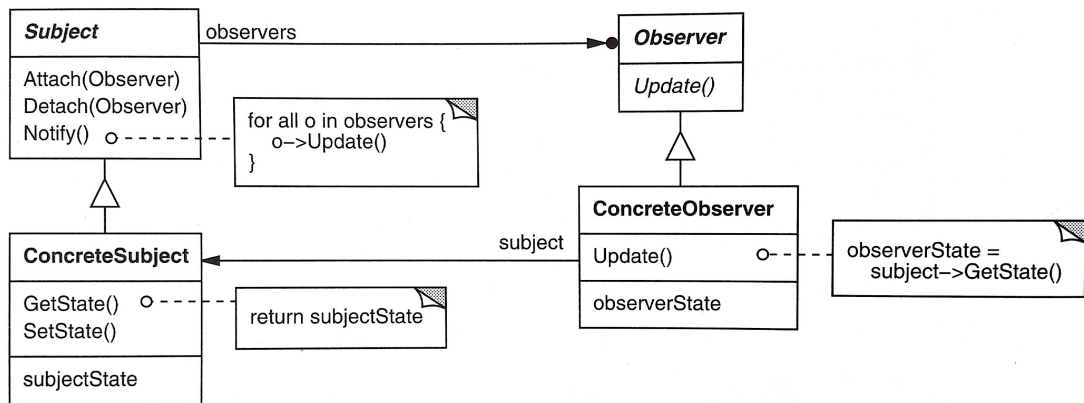 Subject
observers
Observer
Attach(Observer)
Detach(Observer)
Notify()
Update()
for all o in observers {
o–>Update()
}
ConcreteSubject
subject
ConcreteObserver
GetState()
SetState()
return subjectState
Update()
observerState =
subject–>GetState()
subjectState
observerState